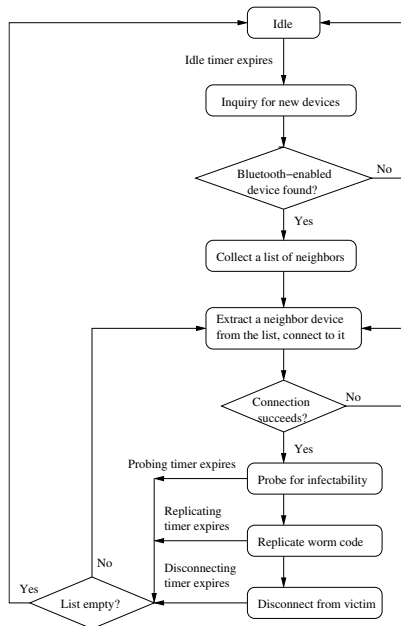 Idle
Idle timer expires
Inquiry for new devices
Bluetooth−enabled
device found?
No
Yes
Collect a list of neighbors
Extract a neighbor device
from the list, connect to it
Connection
succeeds?
No
Yes
Probing timer expires
Probe for infectability
Replicating
timer expires
Replicate worm code
Disconnecting
timer expires
No
Yes
List empty?
Disconnect from victim